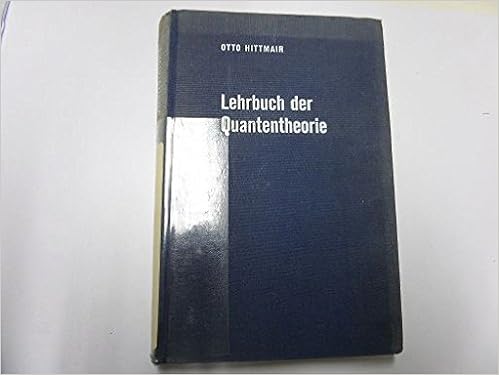 OTTO HITTMAIR
Lehrbuch der
Quantentheorie